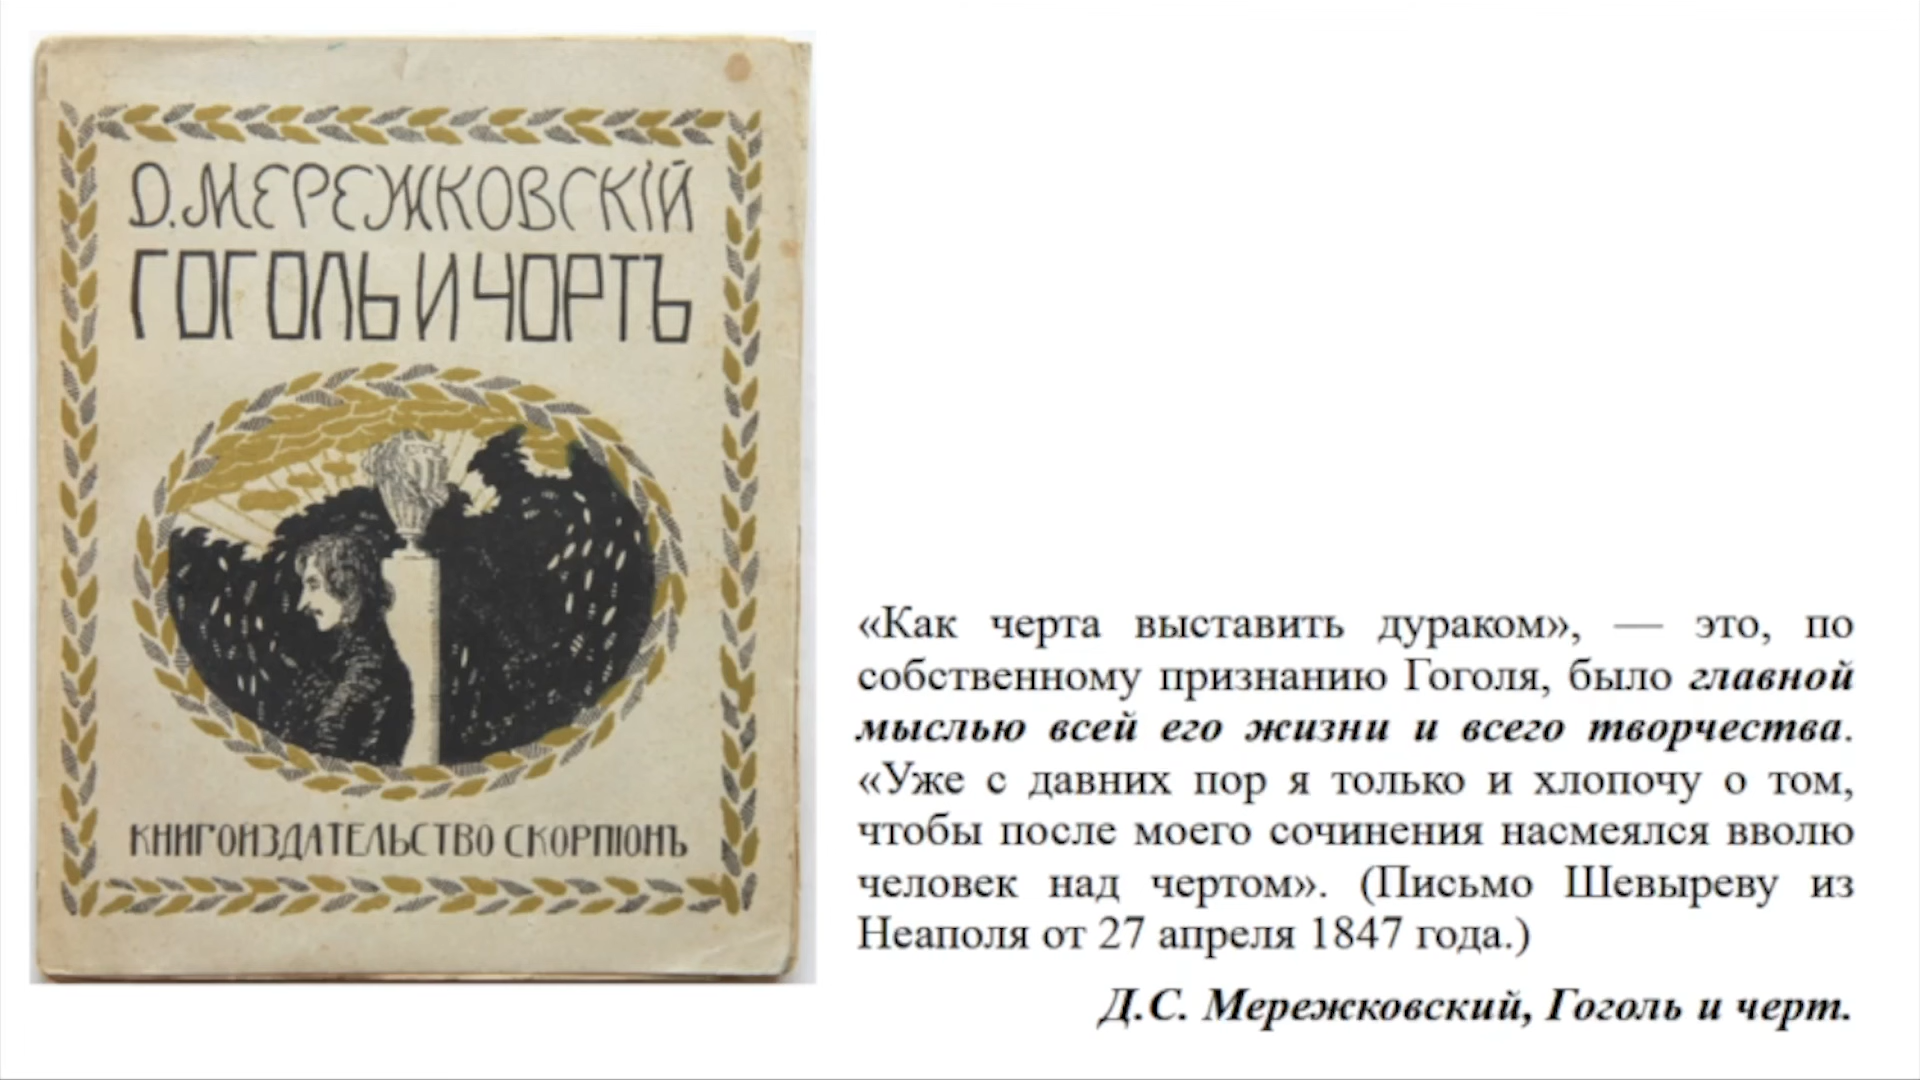 Д. МЕРЕЖКОВСКІЙ
ГОГОЛЬ И ЧОРТЪ
КНИГОИЗДАТЕЛЬСТВО СКОРПІОНЪ
«Как черта выставить дураком», — это, по
собственному признанию Гоголя, было главной
мыслью всей его жизни и всего творчества.
«Уже с давних пор я только и хлопочу о том,
чтобы после моего сочинения насмеялся вволю
человек над чертом». (Письмо Шевыреву из
Неаполя от 27 апреля 1847 года.)
Д.С. Мережковский, Гоголь и черт.